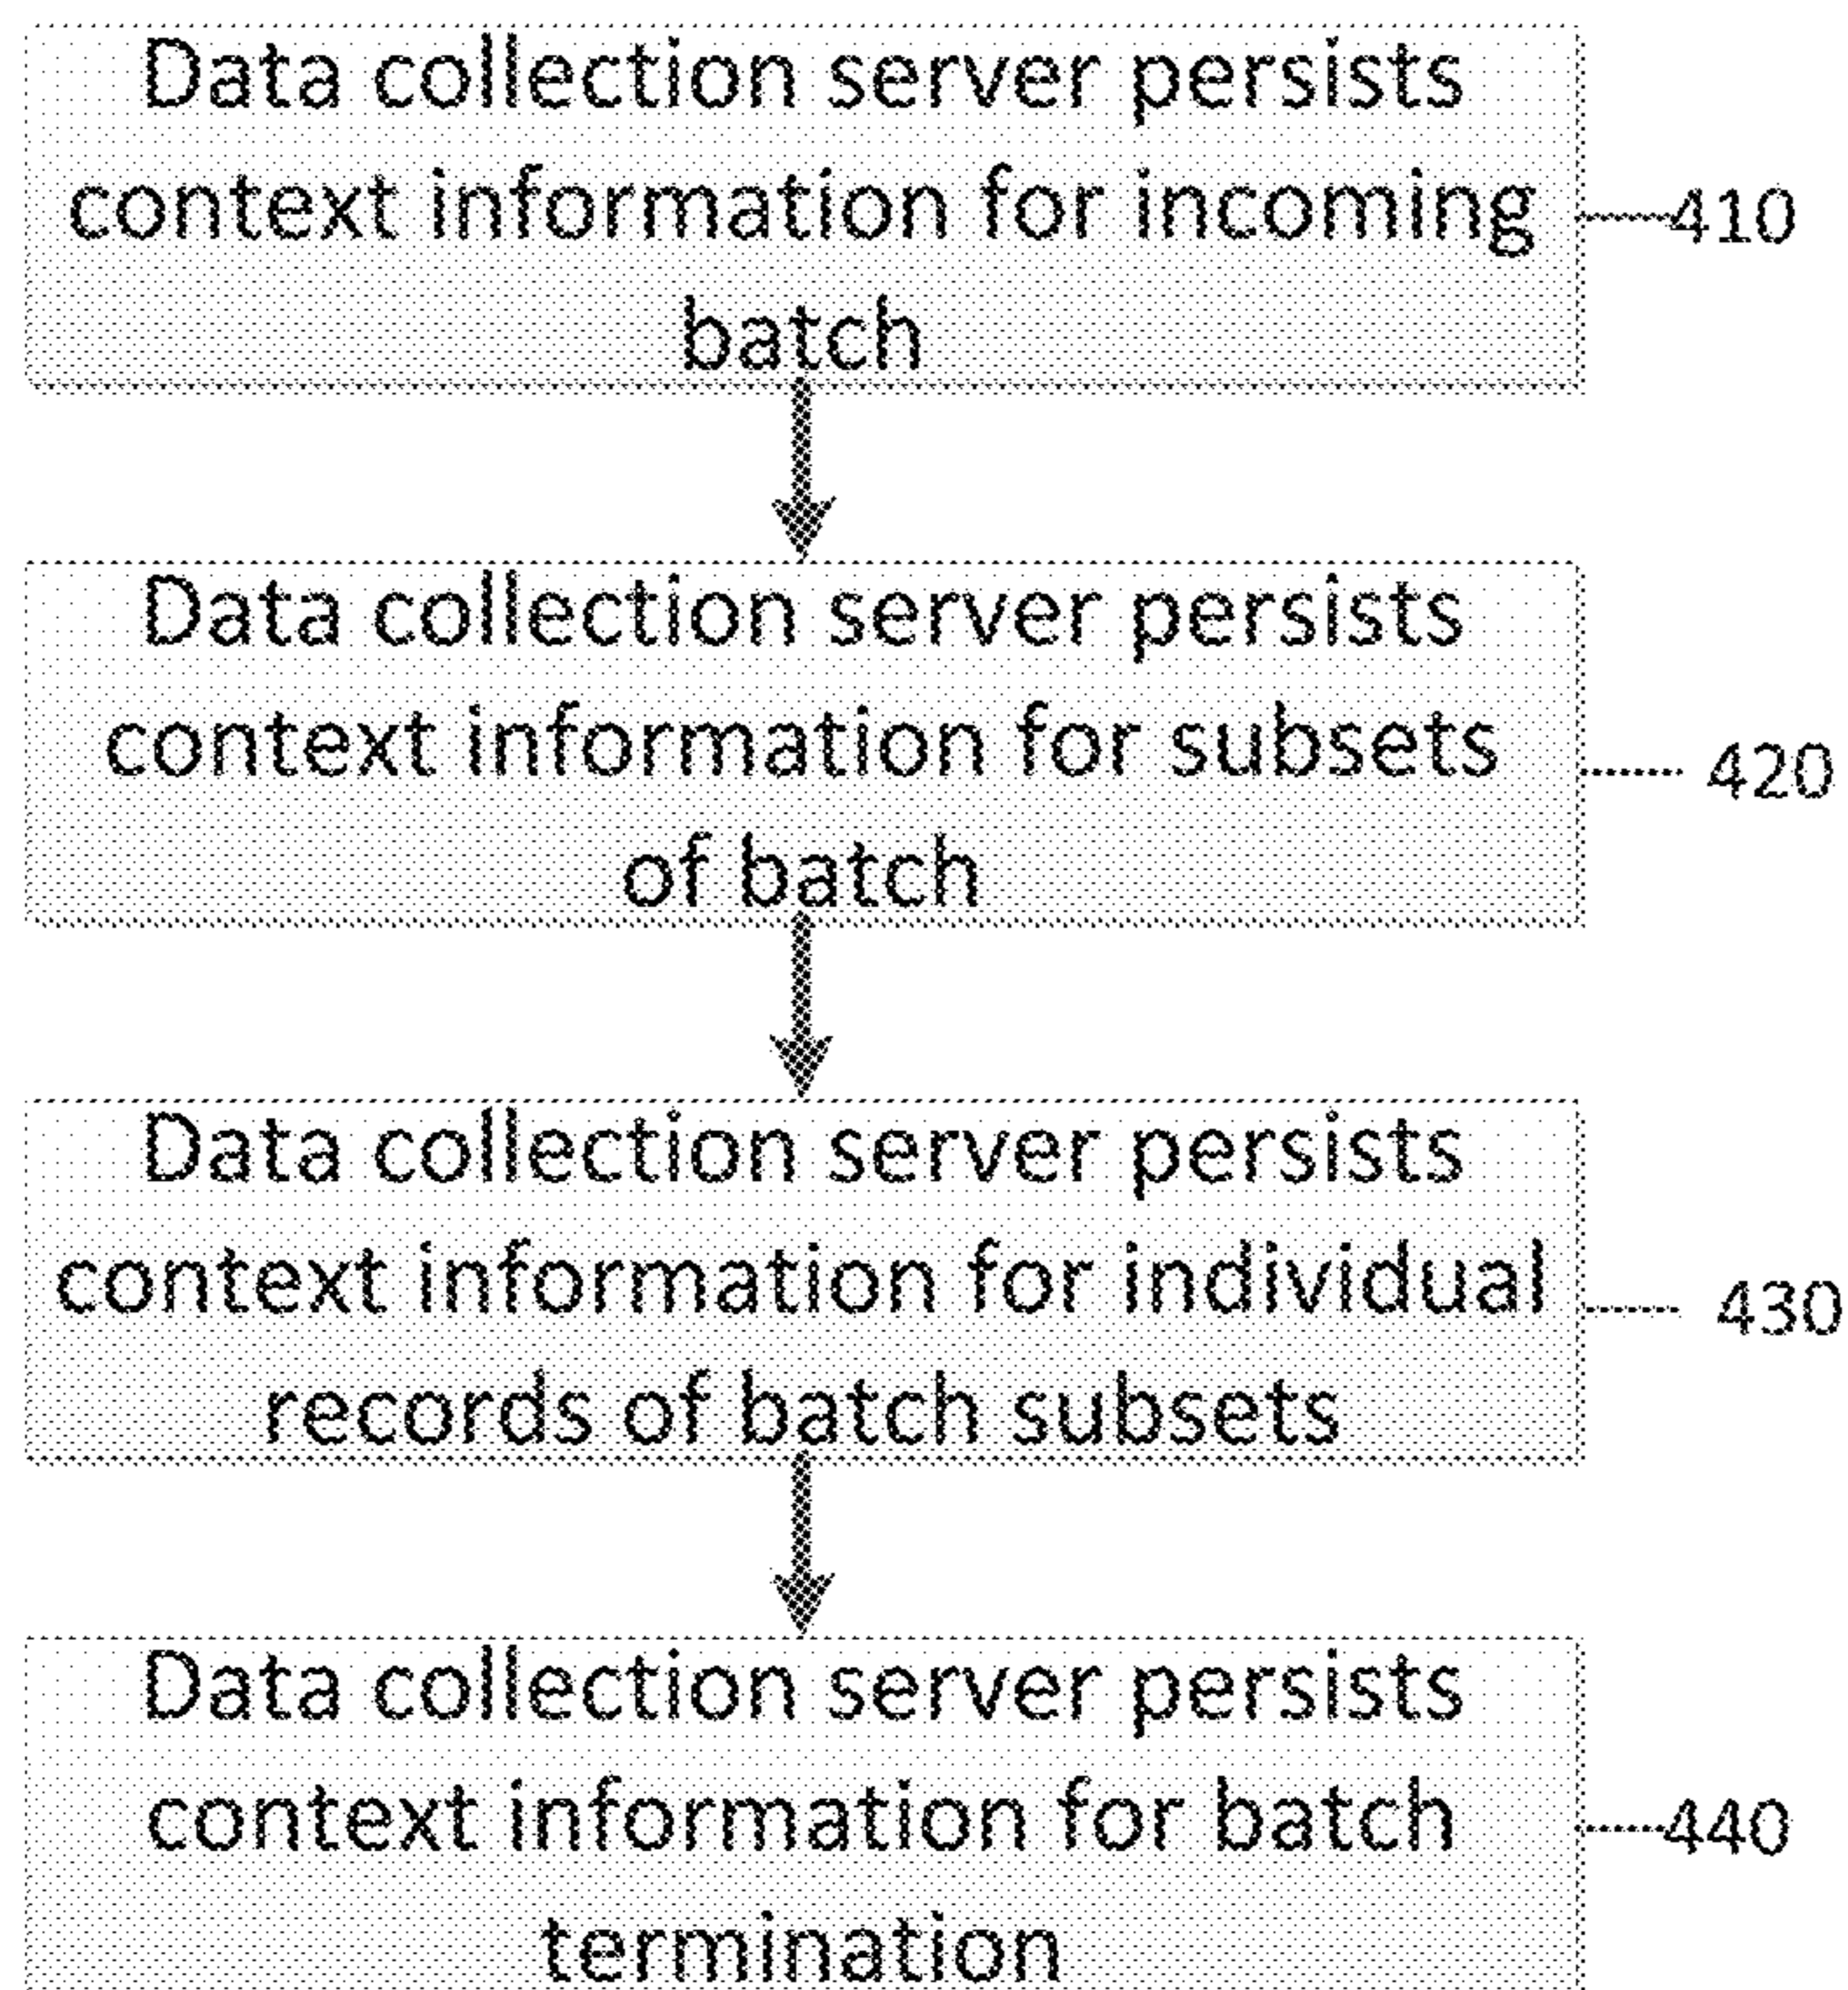 Data collection server persists
context information for incoming
batch
410
Data collection server persists
context information for subsets
of batch
420
Data collection server persists
context information for individual
records of batch subsets
430
Data collection server persists
context information for batch
termination
440